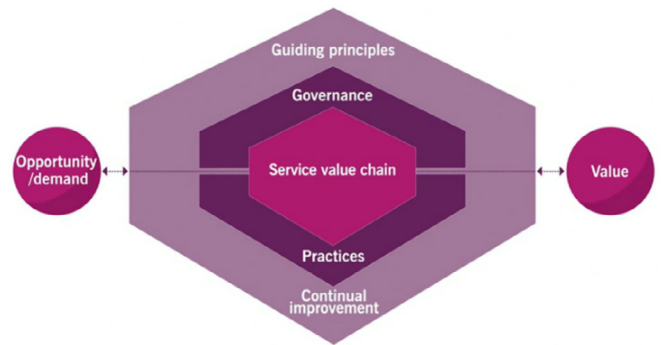 Guiding principles
Governance
Opportunity
/demand
Service value chain
Value
Practices
Continual
improvement